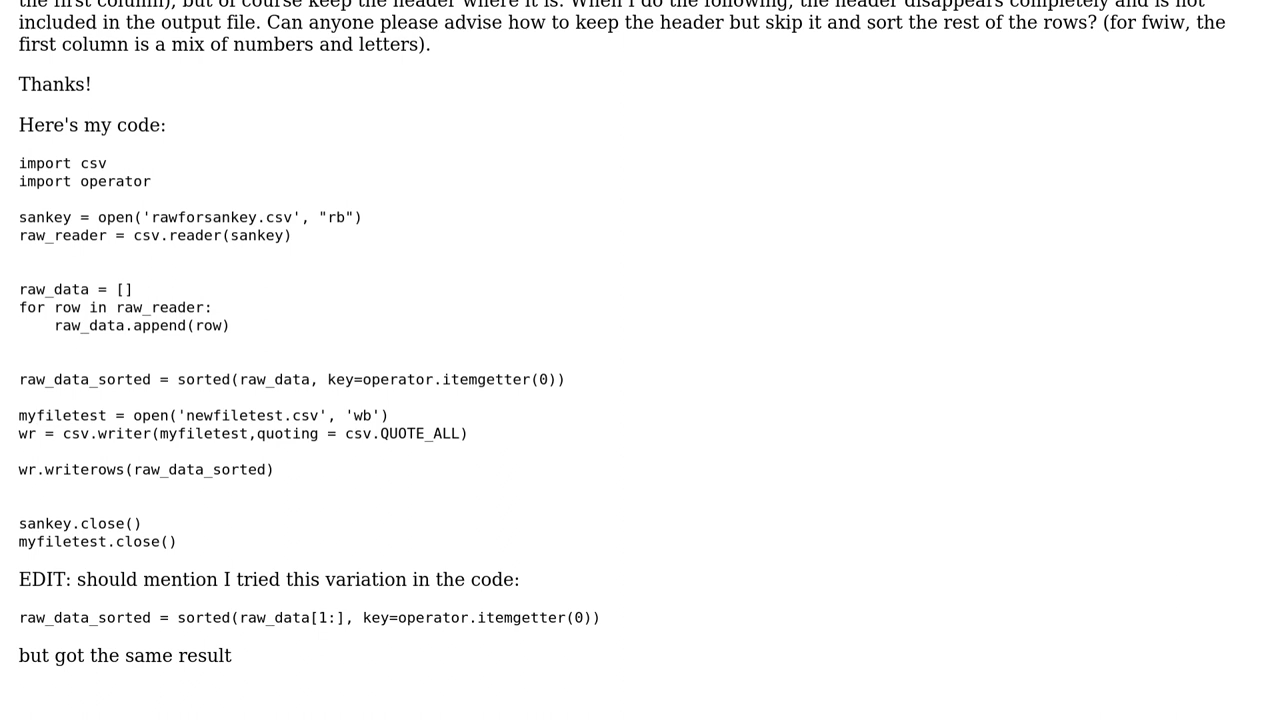 the first column), but of course keep the header where it is. When I do the following, the header disappears completely and is not
included in the output file. Can anyone please advise how to keep the header but skip it and sort the rest of the rows? (for fwiw, the
first column is a mix of numbers and letters).
Thanks!
Here's my code:
import csv
import operator
sankey = open('rawforsankey.csv', "rb")
raw_reader = csv.reader(sankey)
raw_data = []
for row in raw_reader:
    raw_data.append(row)
raw_data_sorted = sorted(raw_data, key=operator.itemgetter(0))
myfiletest = open('newfiletest.csv', 'wb')
wr = csv.writer(myfiletest,quoting = csv.QUOTE_ALL)
wr.writerows(raw_data_sorted)
sankey.close()
myfiletest.close()
EDIT: should mention I tried this variation in the code:
raw_data_sorted = sorted(raw_data[1:], key=operator.itemgetter(0))
but got the same result